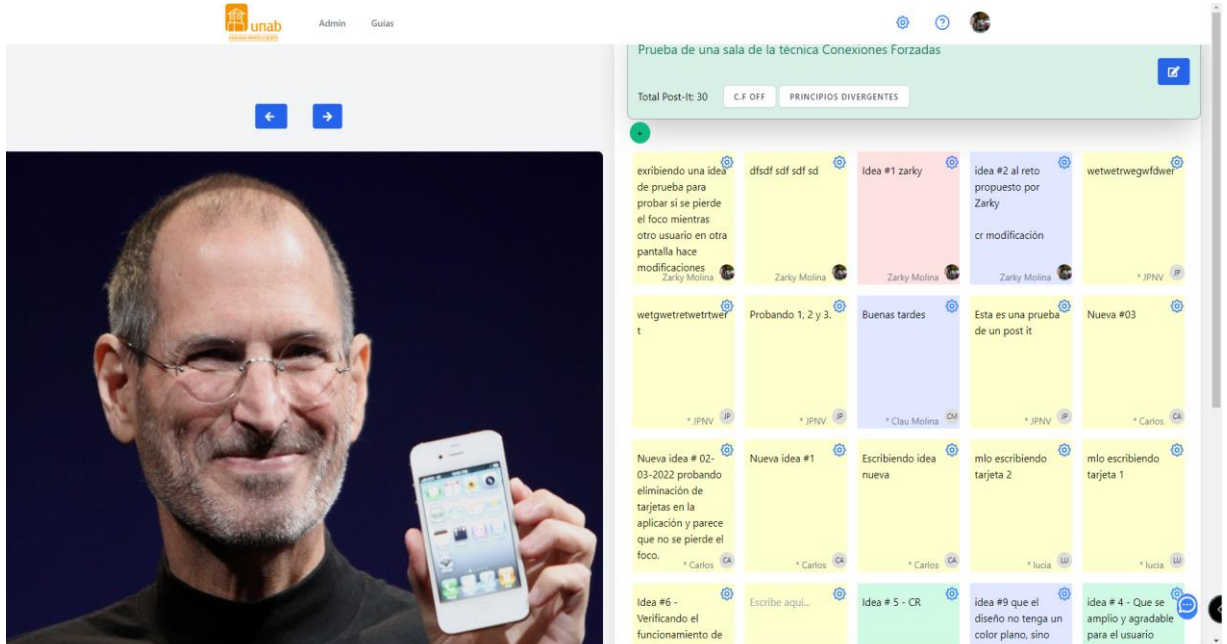 unab
Admin
Guías
Prueba de una sala de la técnica Conexiones Forzadas
Total Post-It: 30
C.F OFF
PRINCIPIOS DIVERGENTES
+
exribiendo una idea
de prueba para
probar si se pierde
el foco mientras
otro usuario en otra
pantalla hace
modificaciones
Zarky Molina
dfsdf sdf sdf sd
Zarky Molina
Idea #1 zarky
Zarky Molina
idea #2 al reto
propuesto por
Zarky
cr modificación
Zarky Molina
wetwetrwegwfdwer
* JPNV
JP
wetgwetretwetrtwer
t
* JPNV
JP
Probando 1, 2 y 3.
* JPNV
JP
Buenas tardes
* Clau Molina
CM
Esta es una prueba
de un post it
* JPNV
JP
Nueva #03
* Carlos
CA
Nueva idea # 02-
03-2022 probando
eliminación de
tarjetas en la
aplicación y parece
que no se pierde el
foco.
* Carlos
CA
Nueva idea #1
* Carlos
CA
Escribiendo idea
nueva
* Carlos
CA
mlo escribiendo
tarjeta 2
* lucia
LU
mlo escribiendo
tarjeta 1
* lucia
LU
Idea #6 -
Verificando el
funcionamiento de
Escribe aqui...
Idea # 5 - CR
idea #9 que el
diseño no tenga un
color plano, sino
idea # 4 - Que se
amplio y agradable
para el usuario